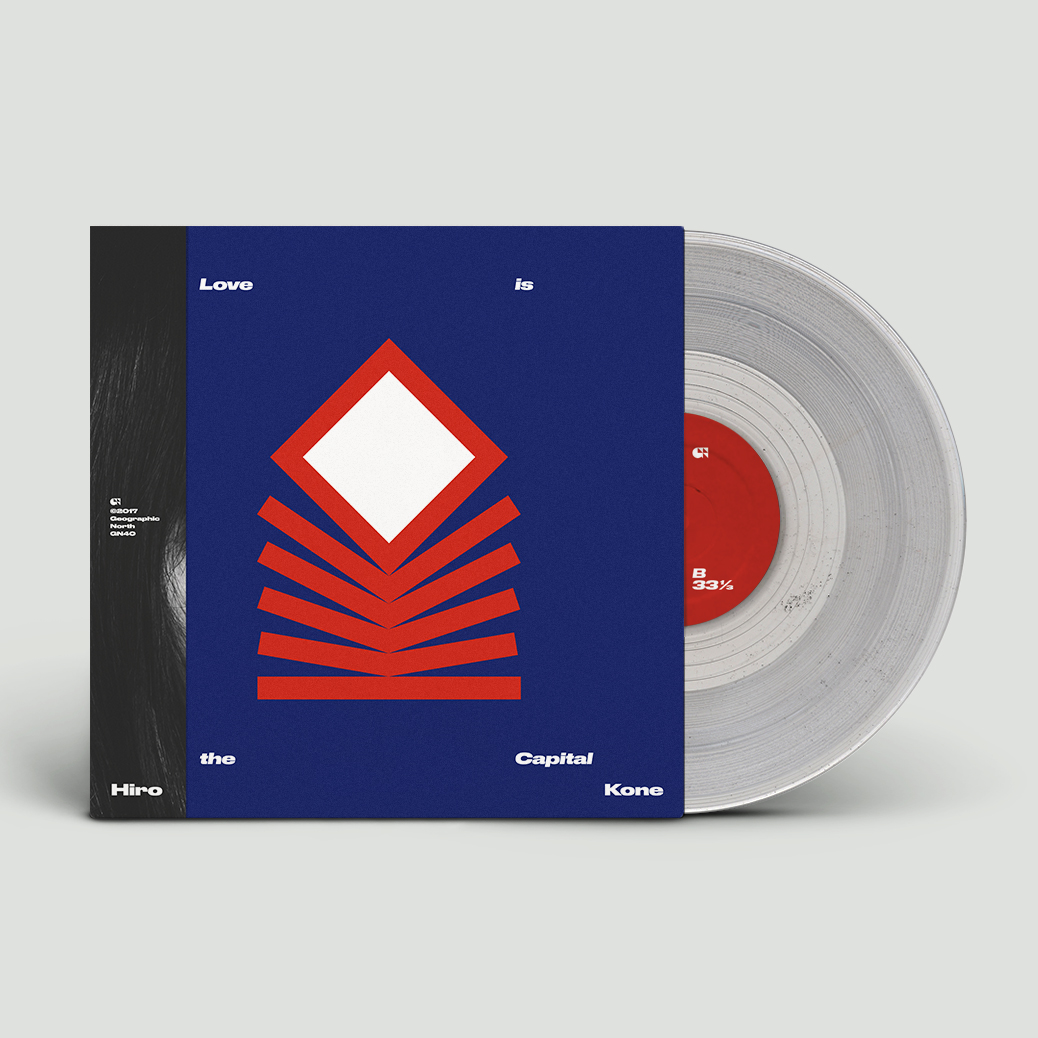 Love is
©2017
Geographic
North
GN40
B
33⅓
the Capital
Hiro Kone